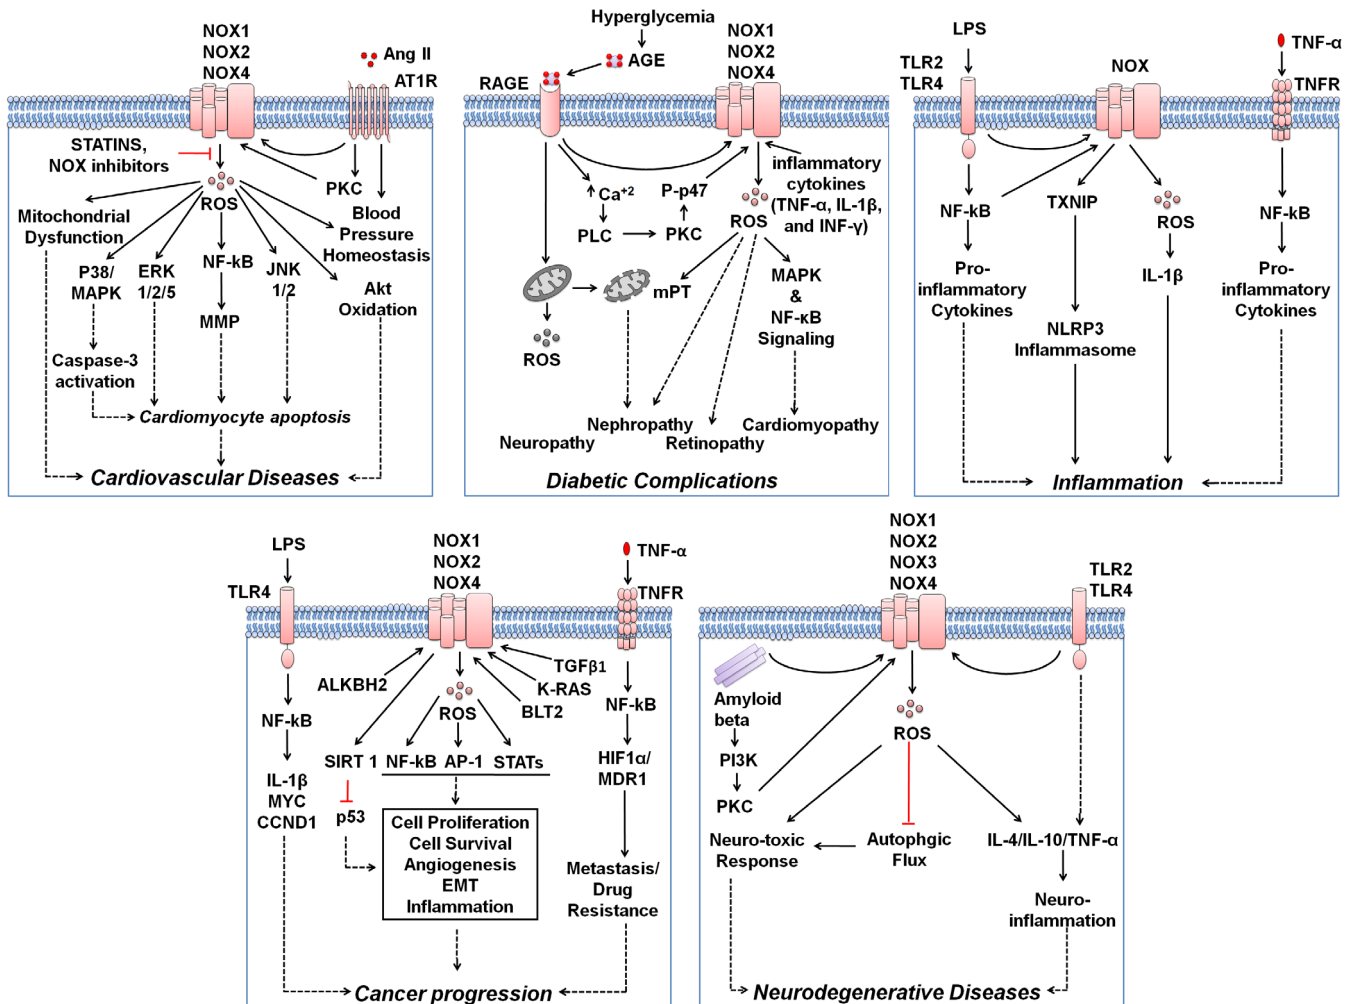 NOX1
NOX2
NOX4
Ang II
AT1R
STATINS,
NOX inhibitors
PKC
ROS
Mitochondrial
Dysfunction
Blood
Pressure
Homeostasis
P38/
MAPK
ERK
1/2/5
NF-kB
JNK
1/2
Akt
Oxidation
MMP
Caspase-3
activation
Cardiomyocyte apoptosis
Cardiovascular Diseases
Hyperglycemia
AGE
RAGE
NOX1
NOX2
NOX4
Ca+2
P-p47
inflammatory
cytokines
(TNF-α, IL-1β,
and INF-γ)
PLC
PKC
ROS
mPT
MAPK
&
NF-κB
Signaling
ROS
Nephropathy
Cardiomyopathy
Neuropathy
Retinopathy
Diabetic Complications
LPS
TLR2
TLR4
NOX
TNF-α
TNFR
NF-kB
TXNIP
ROS
NF-kB
Pro-
inflammatory
Cytokines
IL-1β
Pro-
inflammatory
Cytokines
NLRP3
Inflammasome
Inflammation
LPS
TLR4
NOX1
NOX2
NOX4
TNF-α
TNFR
ALKBH2
TGFβ1
K-RAS
BLT2
ROS
NF-kB
NF-kB
SIRT 1
NF-kB
AP-1
STATs
HIF1α/
MDR1
IL-1β
MYC
CCND1
p53
Cell Proliferation
Cell Survival
Angiogenesis
EMT
Inflammation
Metastasis/
Drug
Resistance
Cancer progression
NOX1
NOX2
NOX3
NOX4
TLR2
TLR4
Amyloid
beta
PI3K
PKC
ROS
Neuro-toxic
Response
Autophgic
Flux
IL-4/IL-10/TNF-α
Neuro-
inflammation
Neurodegenerative Diseases